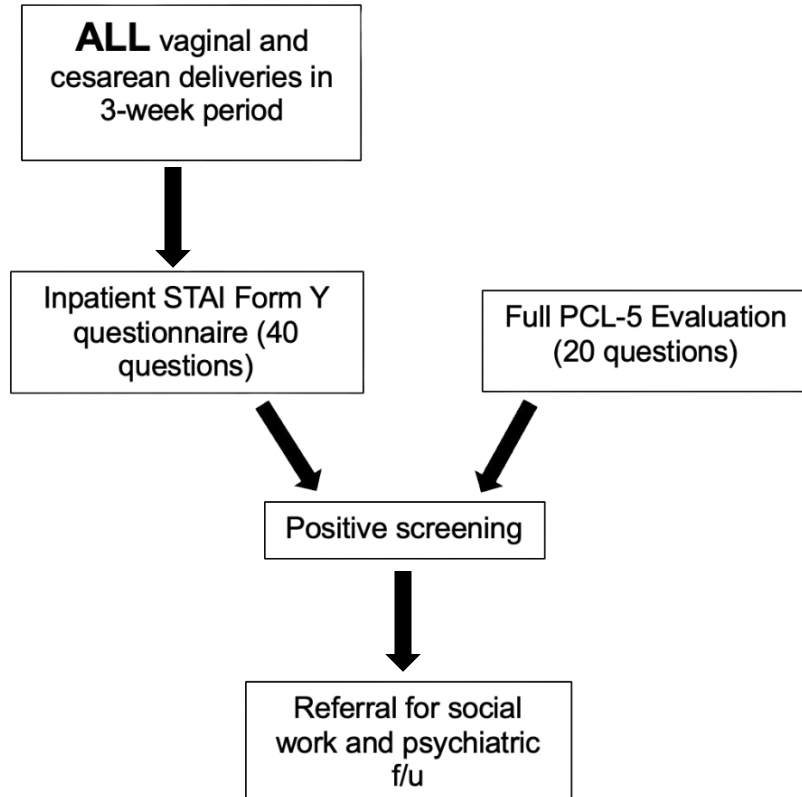 ALL vaginal and
cesarean deliveries in
3-week period
Inpatient STAI Form Y
questionnaire (40
questions)
Full PCL-5 Evaluation
(20 questions)
Positive screening
Referral for social
work and psychiatric
f/u